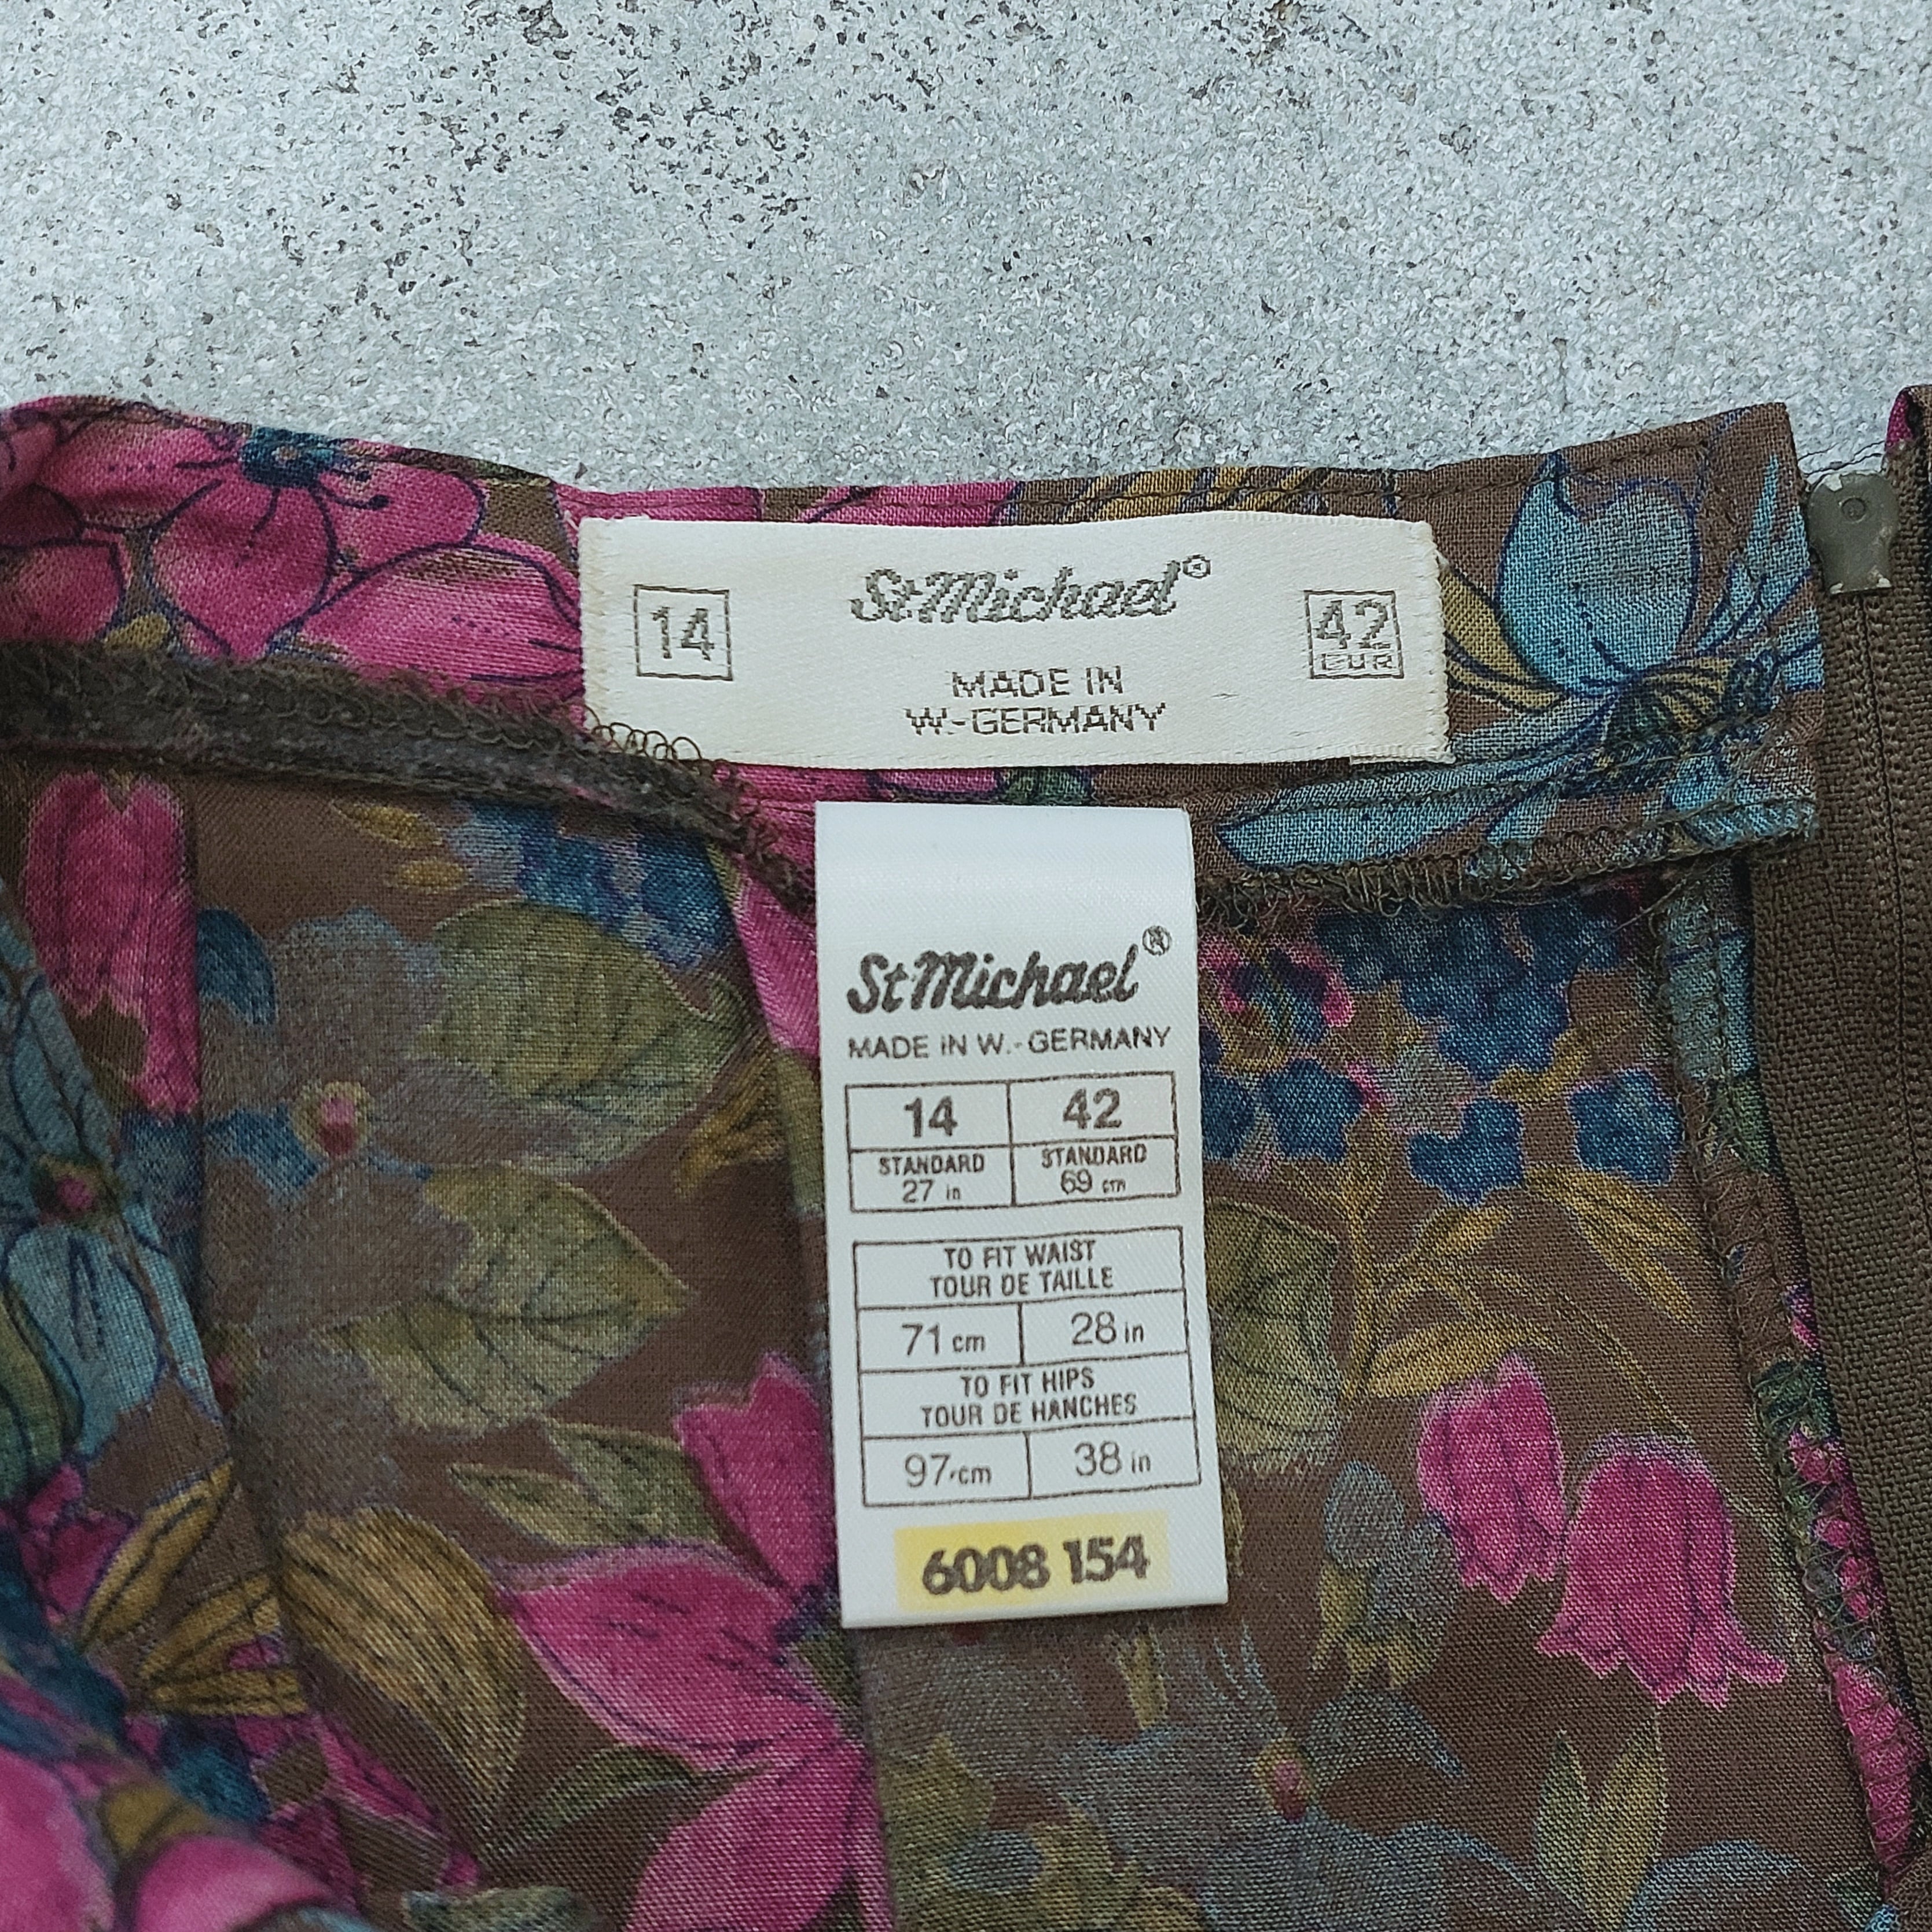 14
St Michael®
42
EUR
MADE IN
W.-GERMANY
St Michael®
MADE IN W.-GERMANY
14 42
STANDARD STANDARD
27 in 69 cm
TO FIT WAIST
TOUR DE TAILLE
71 cm 28 in
TO FIT HIPS
TOUR DE HANCHES
97 cm 38 in
6008 154